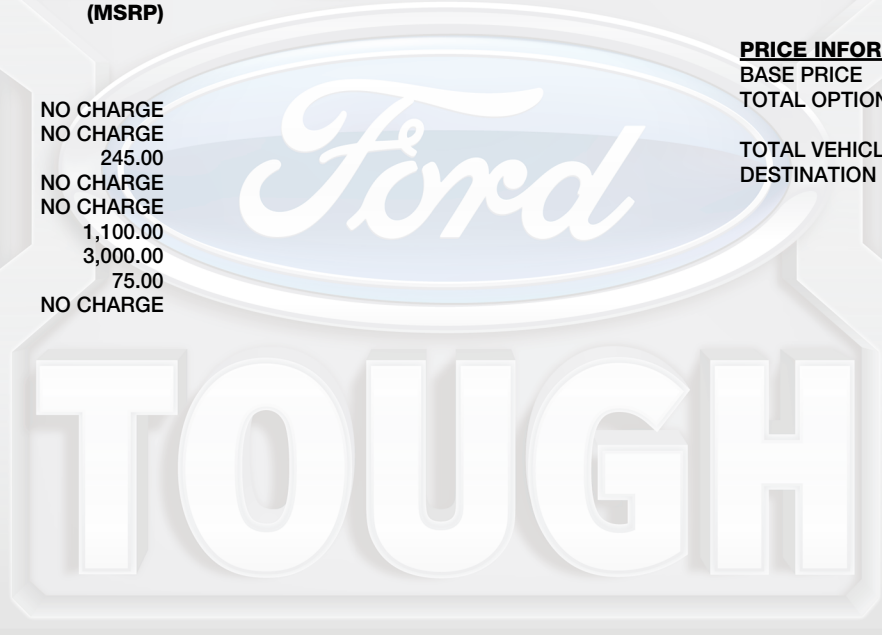 (MSRP)
NO CHARGE
NO CHARGE
245.00
NO CHARGE
NO CHARGE
1,100.00
3,000.00
75.00
NO CHARGE
PRICE INFOR
BASE PRICE
TOTAL OPTION
TOTAL VEHICL
DESTINATION
Ford
TOUGH